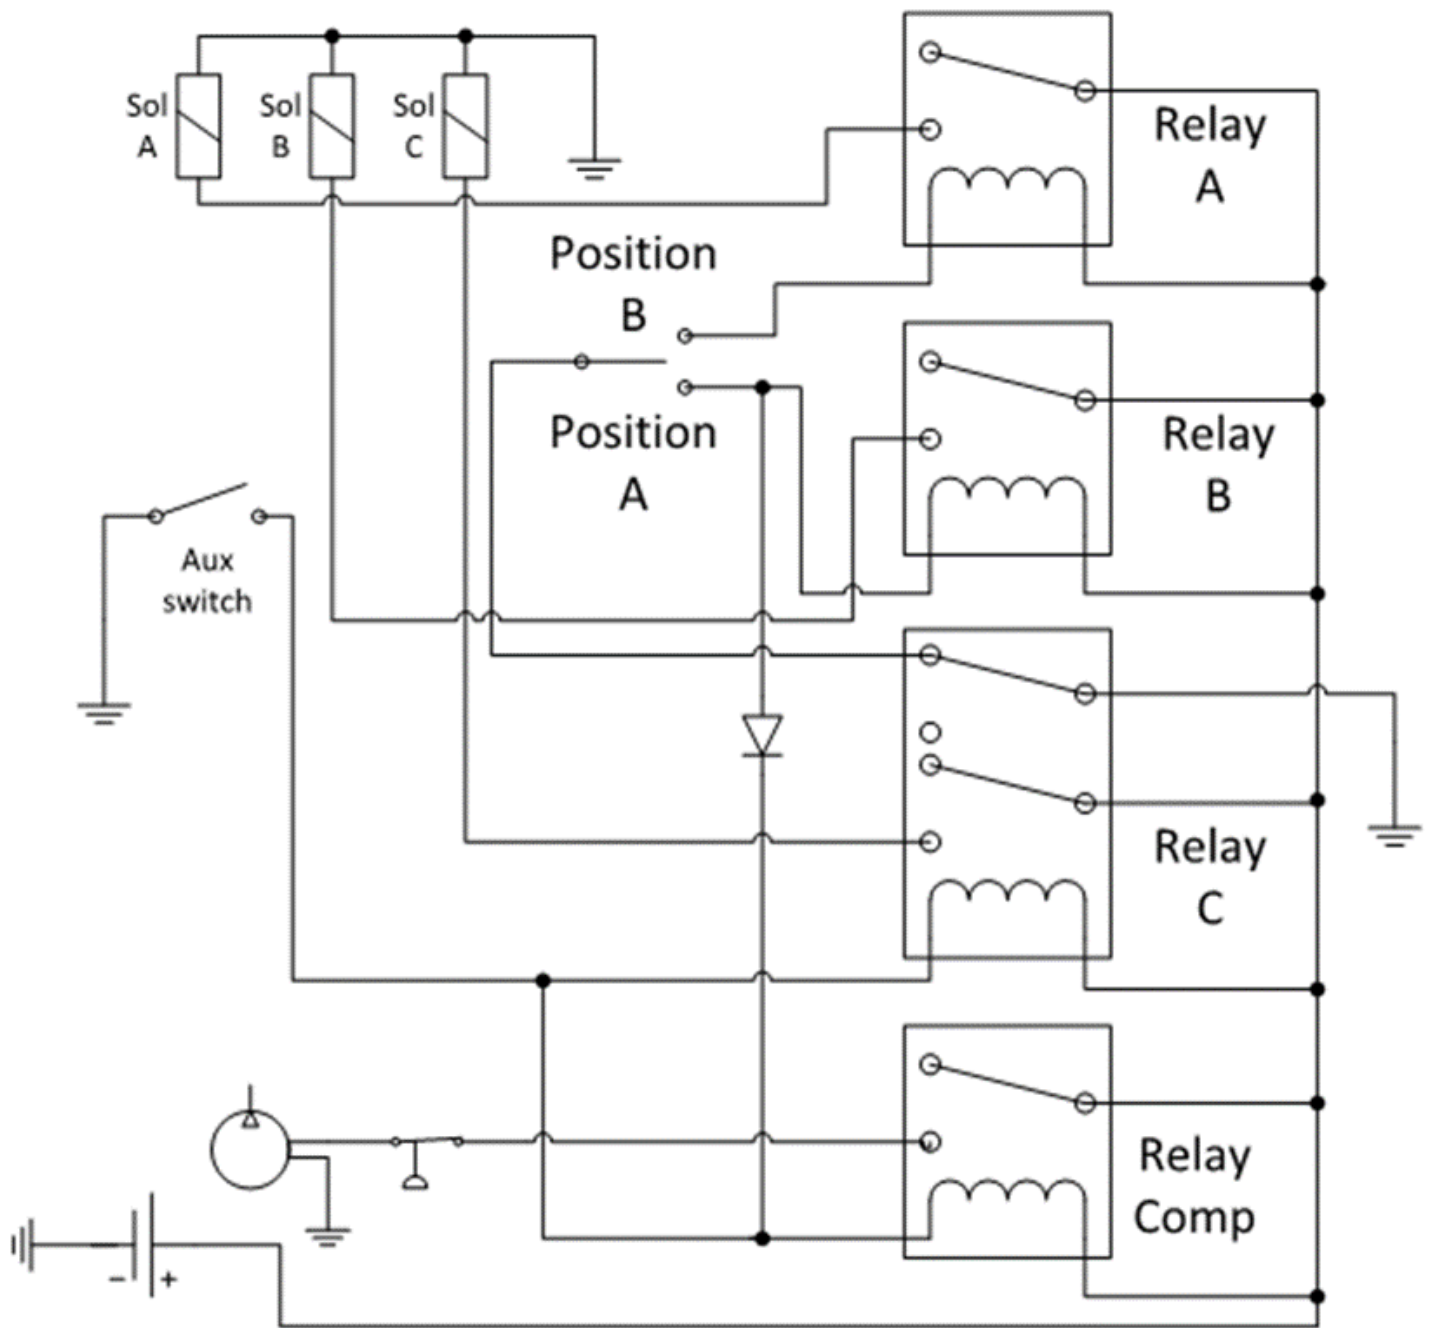 Sol
A
Sol
B
Sol
C
Relay
A
Position
B
Position
A
Relay
B
Aux
switch
Relay
C
Relay
Comp
− +